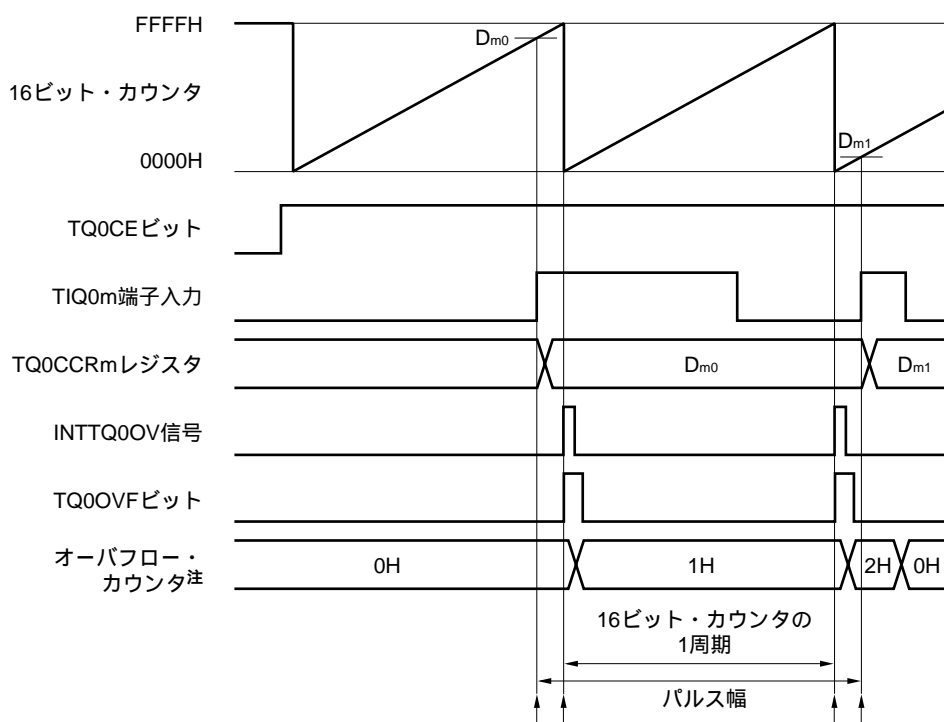 FFFFH
Dm0
16ビット・カウンタ
0000H
Dm1
TQ0CEビット
TIQ0m端子入力
TQ0CCRmレジスタ
Dm0
Dm1
INTTQ0OV信号
TQ0OVFビット
オーバフロー・
カウンタ注
0H
1H
2H
0H
16ビット・カウンタの
1周期
パルス幅